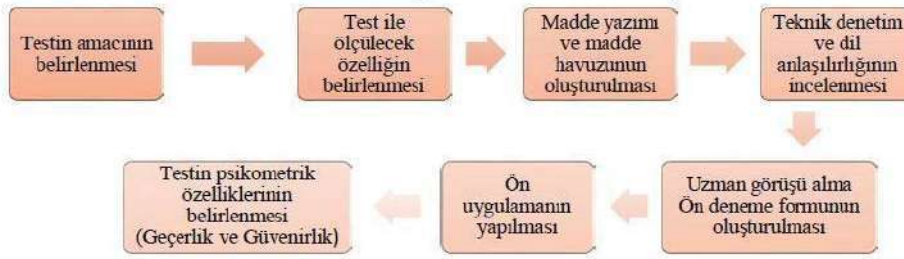 Testin amacının
belirlenmesi
Test ile
ölçülecek
özelliğin
belirlenmesi
Madde yazımı
ve madde
havuzunun
oluşturulması
Teknik denetim
ve dil
anlaşılırlığının
incelenmesi
Uzman görüşü alma
Ön deneme formunun
oluşturulması
Ön
uygulamanın
yapılması
Testin psikometrik
özelliklerinin
belirlenmesi
(Geçerlik ve Güvenirlik)